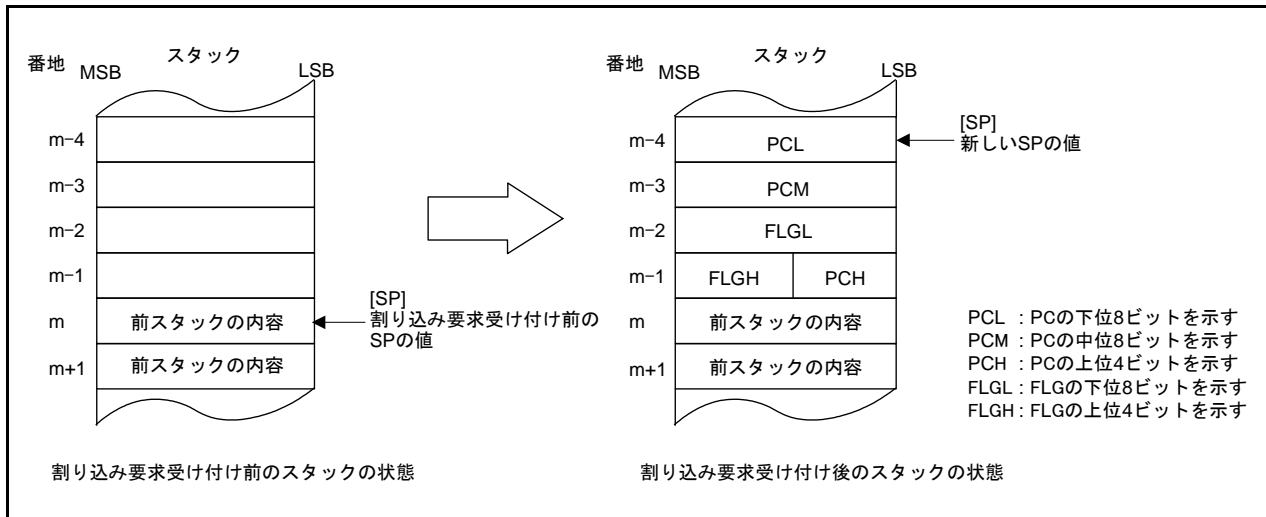 スタック
番地 MSB LSB
m-4
m-3
m-2
m-1
m 前スタックの内容
m+1 前スタックの内容
[SP]
割り込み要求受け付け前の
SPの値
割り込み要求受け付け前のスタックの状態
スタック
番地 MSB LSB
m-4 PCL
m-3 PCM
m-2 FLGL
m-1 FLGH PCH
m 前スタックの内容
m+1 前スタックの内容
[SP]
新しいSPの値
PCL : PCの下位8ビットを示す
PCM : PCの中位8ビットを示す
PCH : PCの上位4ビットを示す
FLGL : FLGの下位8ビットを示す
FLGH : FLGの上位4ビットを示す
割り込み要求受け付け後のスタックの状態